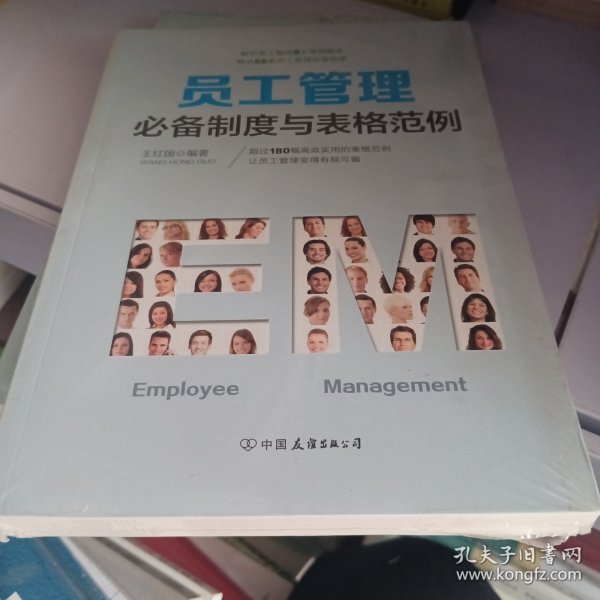 员工管理
必备制度与表格范例
王红国◎编著
WANG HONG GUO
超过180幅高效实用的表格范例
让员工管理变得有规可循
EM
Employee Management
中国友谊出版公司
孔夫子旧书网
www.kongfz.com